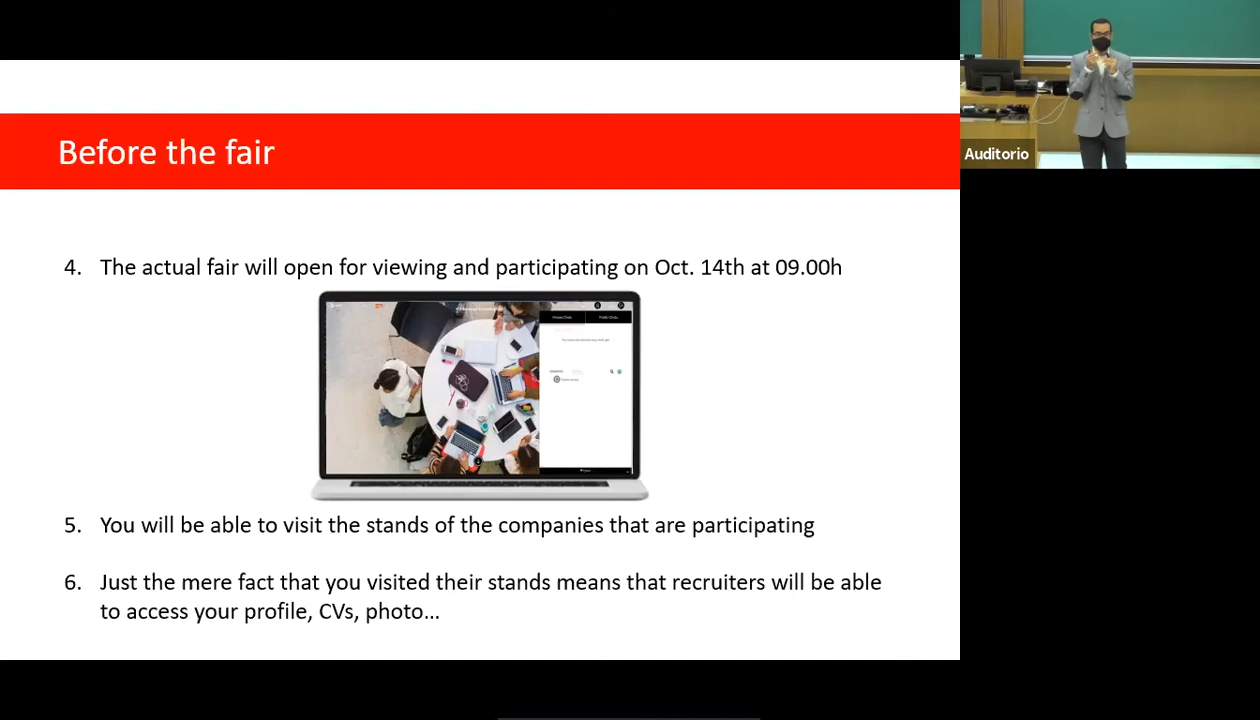 Before the fair
Auditorio
4. The actual fair will open for viewing and participating on Oct. 14th at 09.00h
5. You will be able to visit the stands of the companies that are participating
6. Just the mere fact that you visited their stands means that recruiters will be able
to access your profile, CVs, photo…